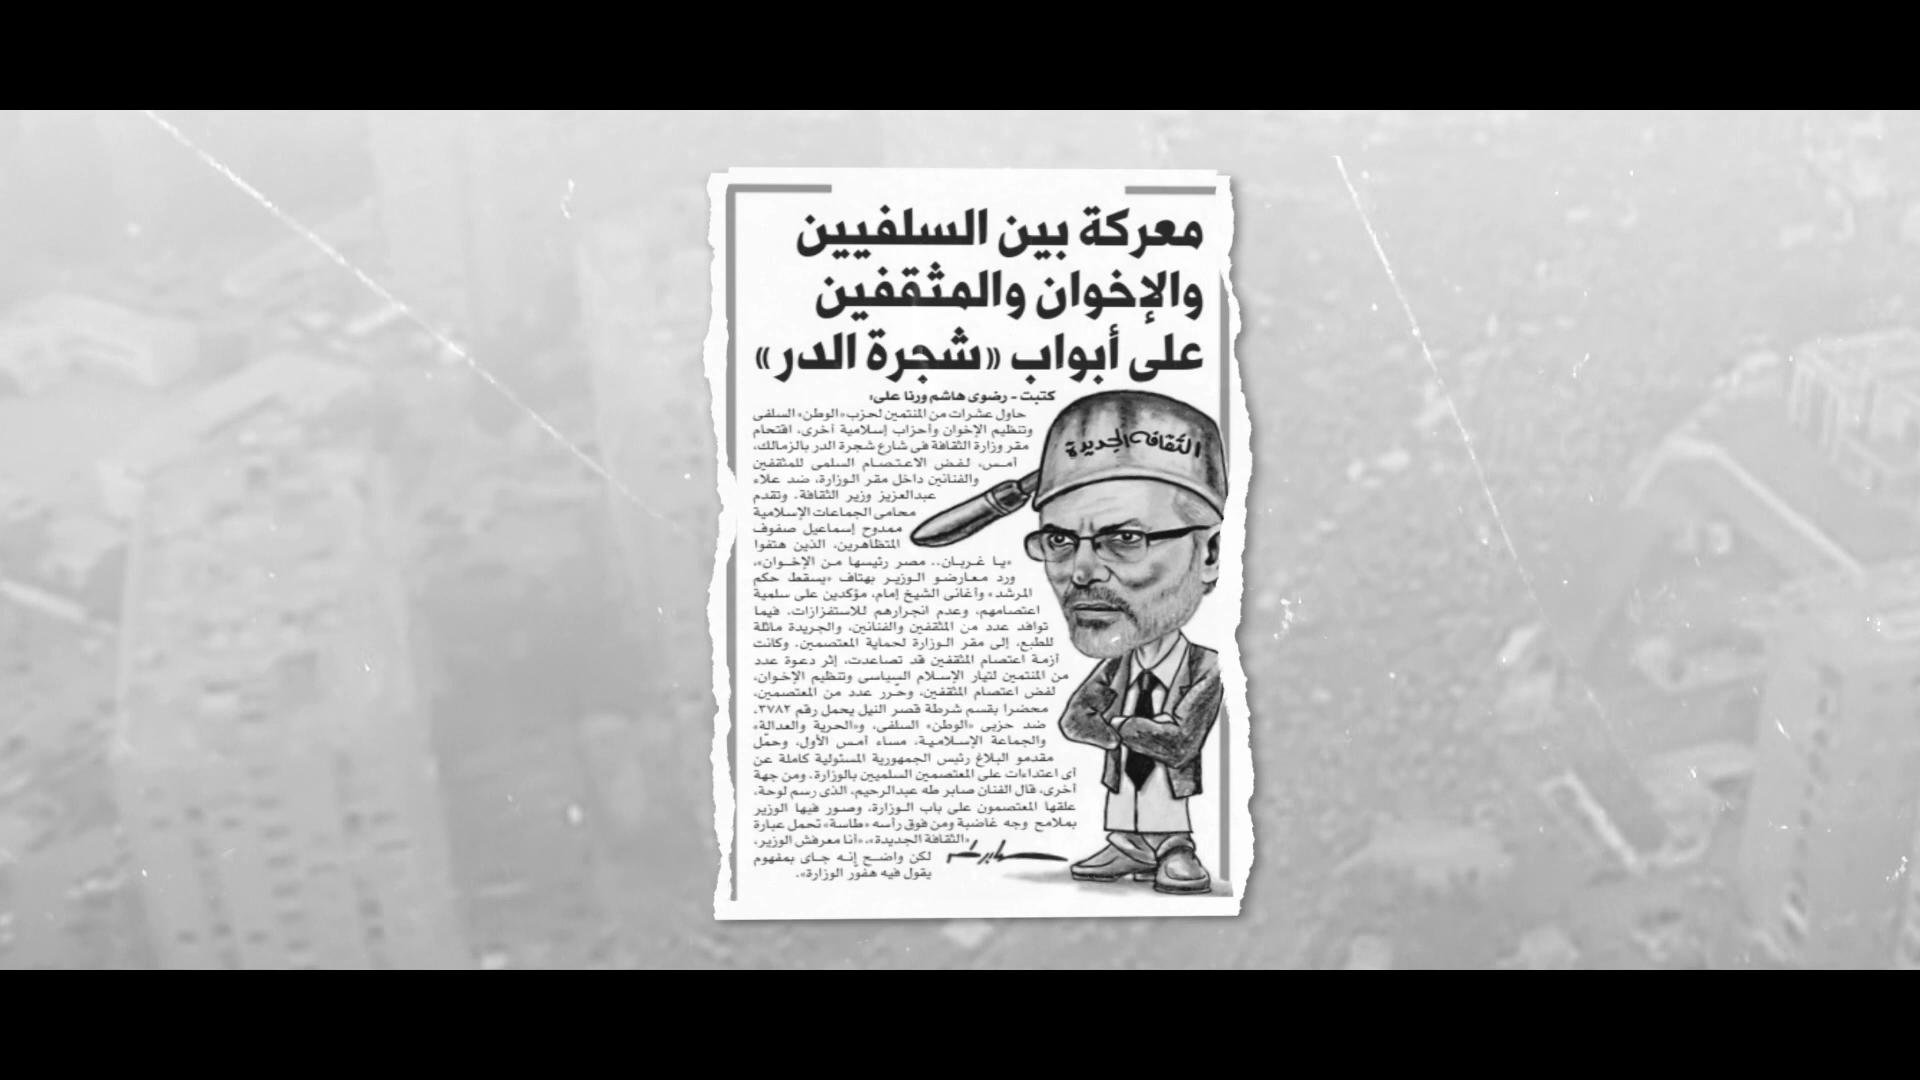 معركة بين السلفيين
والإخوان والمثقفين
على أبواب «شجرة الدر»
كتبت - رضوى هاشم ورنا على:
حاول عشرات من المنتمين لحزب «الوطن» السلفى
وتنظيم الإخوان وأحزاب إسلامية أخرى، اقتحام
مقر وزارة الثقافة فى شارع شجرة الدر بالزمالك،
أمس، لفض الاعتصام السلمى للمثقفين
والفنانين داخل مقر الوزارة، ضد علاء
عبدالعزيز وزير الثقافة. وتقدم
محامى الجماعات الإسلامية
ممدوح إسماعيل صفوف
المتظاهرين، الذين هتفوا
«يا غربان.. مصر رئيسها من الإخوان»،
ورد معارضو الوزير بهتاف «يسقط حكم
المرشد» وأغانى الشيخ إمام، مؤكدين على سلمية
اعتصامهم، وعدم انجرارهم للاستفزازات. فيما
توافد عدد من المثقفين والفنانين، والجريدة ماثلة
للطبع، إلى مقر الوزارة لحماية المعتصمين. وكانت
أزمة اعتصام المثقفين قد تصاعدت، إثر دعوة عدد
من المنتمين لتيار الإسلام السياسى وتنظيم الإخوان،
لفض اعتصام المثقفين، وحرّر عدد من المعتصمين،
محضرا بقسم شرطة قصر النيل يحمل رقم ٣٧٨٢،
ضد حزبى «الوطن» السلفى، و«الحرية والعدالة»
والجماعة الإسلامية، مساء أمس الأول، وحمّل
مقدمو البلاغ رئيس الجمهورية المسئولية كاملة عن
أى اعتداءات على المعتصمين السلميين بالوزارة. ومن جهة
أخرى، قال الفنان صابر طه عبدالرحيم، الذى رسم لوحة،
علقها المعتصمون على باب الوزارة، وصور فيها الوزير
بملامح وجه غاضبة ومن فوق رأسه «طاسة» تحمل عبارة
«الثقافة الجديدة»، «أنا معرفش الوزير،
لكن واضح إنه جاى بمفهوم
يقول فيه هفوّر الوزارة».
الثقافة الجديدة